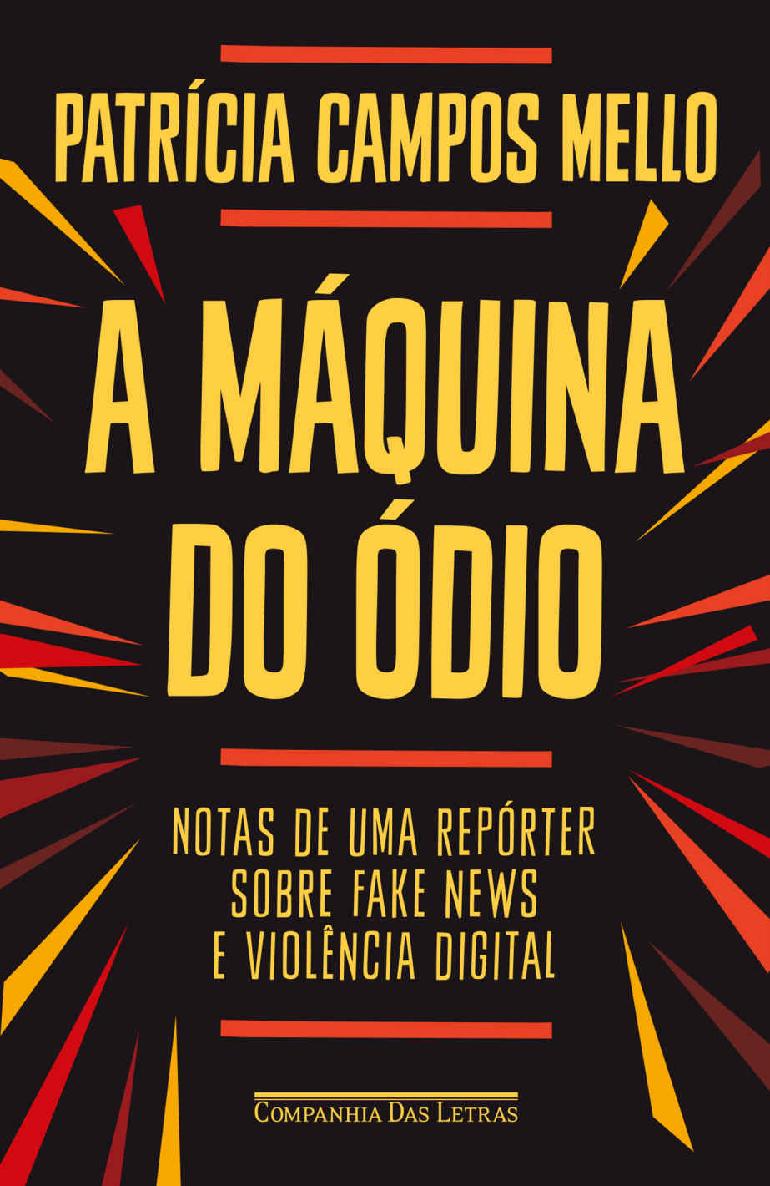 PATRÍCIA CAMPOS MELLO
A MÁQUINA
DO ÓDIO
NOTAS DE UMA REPÓRTER
SOBRE FAKE NEWS
E VIOLÊNCIA DIGITAL
COMPANHIA DAS LETRAS